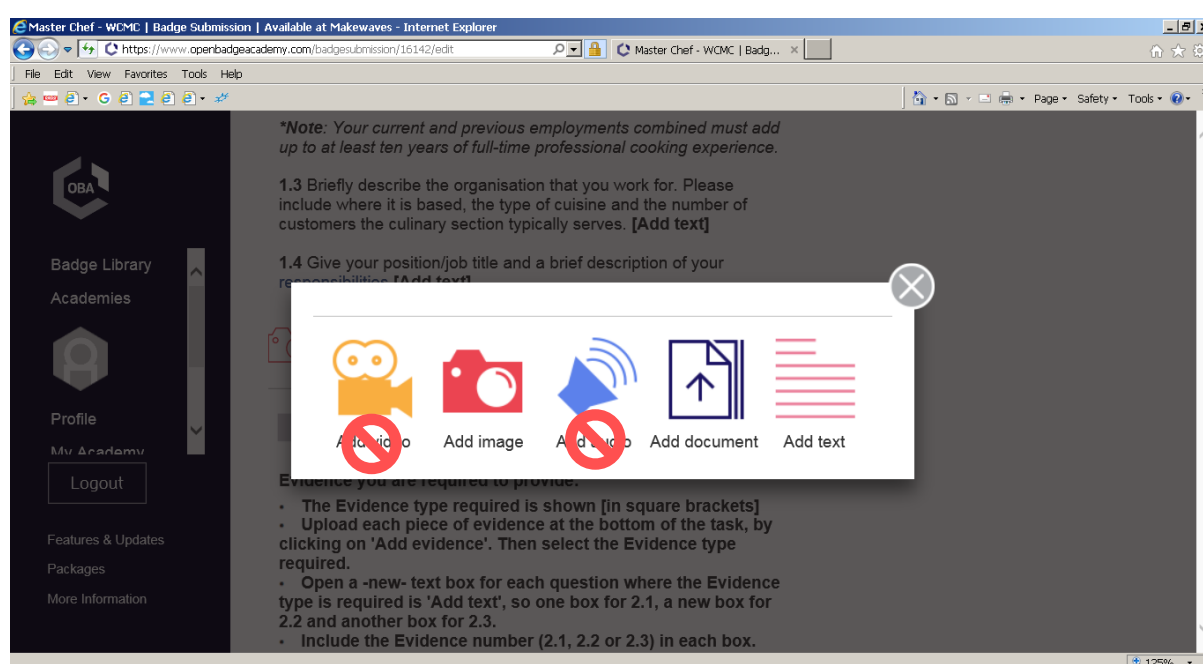 Master Chef - WCMC | Badge Submission | Available at Makewaves - Internet Explorer
https://www.openbadgeacademy.com/badgesubmission/16142/edit
Master Chef - WCMC | Badg...
File Edit View Favorites Tools Help
Page Safety Tools
*Note: Your current and previous employments combined must add
up to at least ten years of full-time professional cooking experience.
OBA
1.3 Briefly describe the organisation that you work for. Please
include where it is based, the type of cuisine and the number of
customers the culinary section typically serves. [Add text]
Badge Library
1.4 Give your position/job title and a brief description of your
responsibilities [Add text]
Academies
Add video Add image Add audio Add document Add text
Profile
My Academy
Logout
Evidence you are required to provide:
• The Evidence type required is shown [in square brackets]
• Upload each piece of evidence at the bottom of the task, by
clicking on 'Add evidence'. Then select the Evidence type
required.
• Open a -new- text box for each question where the Evidence
type is required is 'Add text', so one box for 2.1, a new box for
2.2 and another box for 2.3.
• Include the Evidence number (2.1, 2.2 or 2.3) in each box.
Features & Updates
Packages
More Information
125%